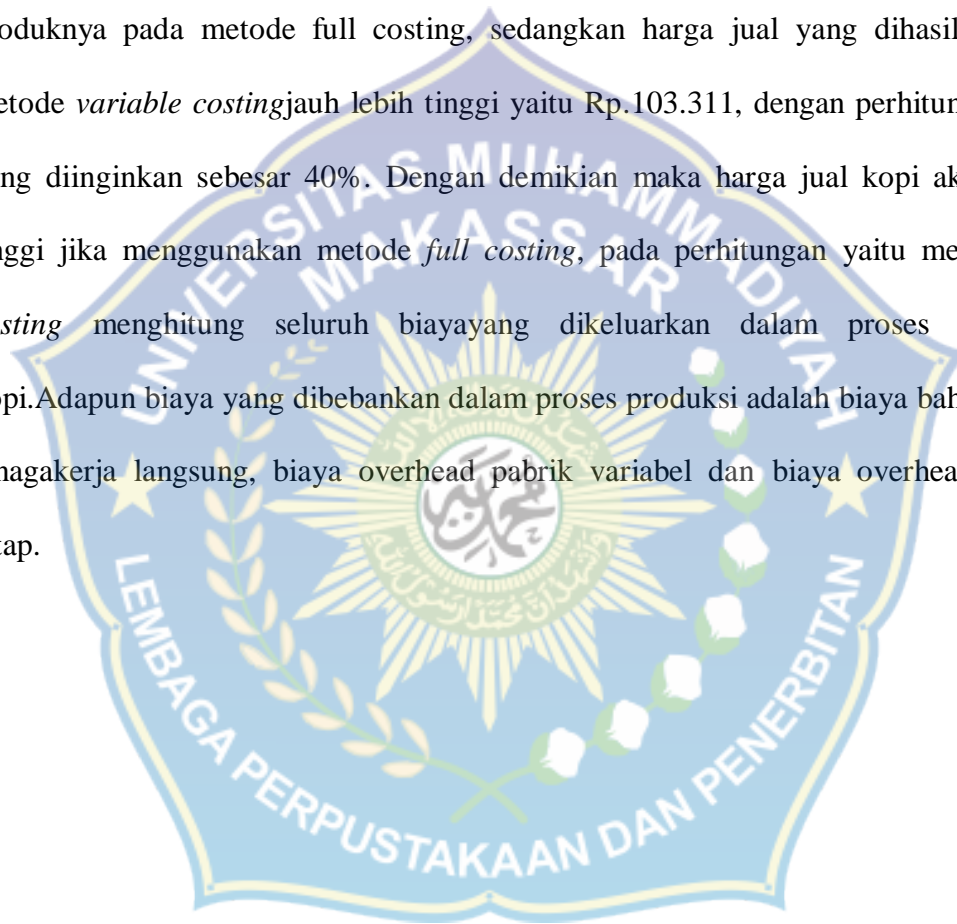 oduknya pada metode full costing, sedangkan harga jual yang dihasil
etode variable costingjauh lebih tinggi yaitu Rp.103.311, dengan perhitun
ng diinginkan sebesar 40%. Dengan demikian maka harga jual kopi ak
nggi jika menggunakan metode full costing, pada perhitungan yaitu me
sting menghitung seluruh biayayang dikeluarkan dalam proses
opi.Adapun biaya yang dibebankan dalam proses produksi adalah biaya bah
nagakerja langsung, biaya overhead pabrik variabel dan biaya overhea
tap.
UNIVERSITAS MUHAMMADIYAH
MAKASSAR
LEMBAGA PERPUSTAKAAN DAN PENERBITAN